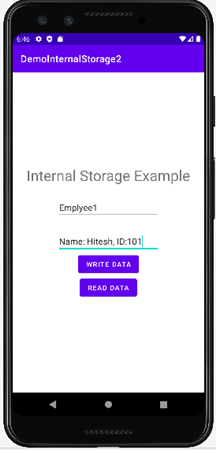 6:46
DemoInternalStorage2
Internal Storage Example
Emplyee1
Name: Hitesh, ID:101
WRITE DATA
READ DATA